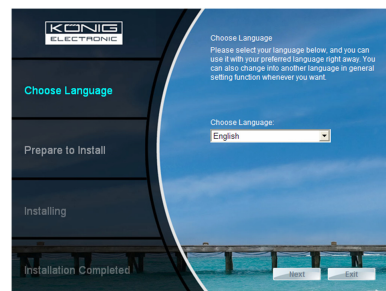 KÖNIG
ELECTRONIC
Choose Language
Prepare to Install
Installing
Installation Completed
Choose Language
Please select your language below, and you can
use it with your preferred language right away. You
can also change into another language in general
setting function whenever you want.
Choose Language:
English
Next
Exit